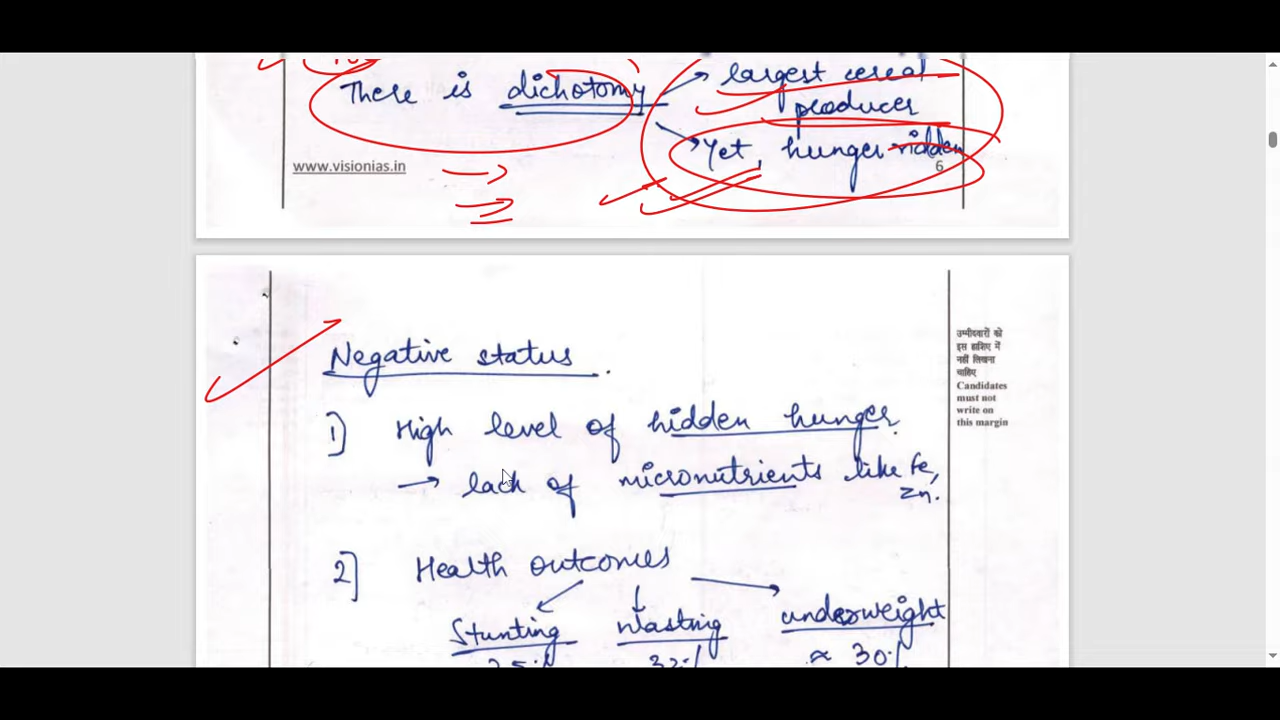 There is dichotomy → largest cereal
producer
→ Yet, hunger ridden
www.visionias.in
6
Negative status.
उम्मीदवारों को
इस हाशिए में
नहीं लिखना
चाहिए
Candidates
must not
write on
this margin
1] High level of hidden hunger.
→ lack of micronutrients like Fe,
Zn.
2] Health outcomes
Stunting wasting underweight
≈ 30%